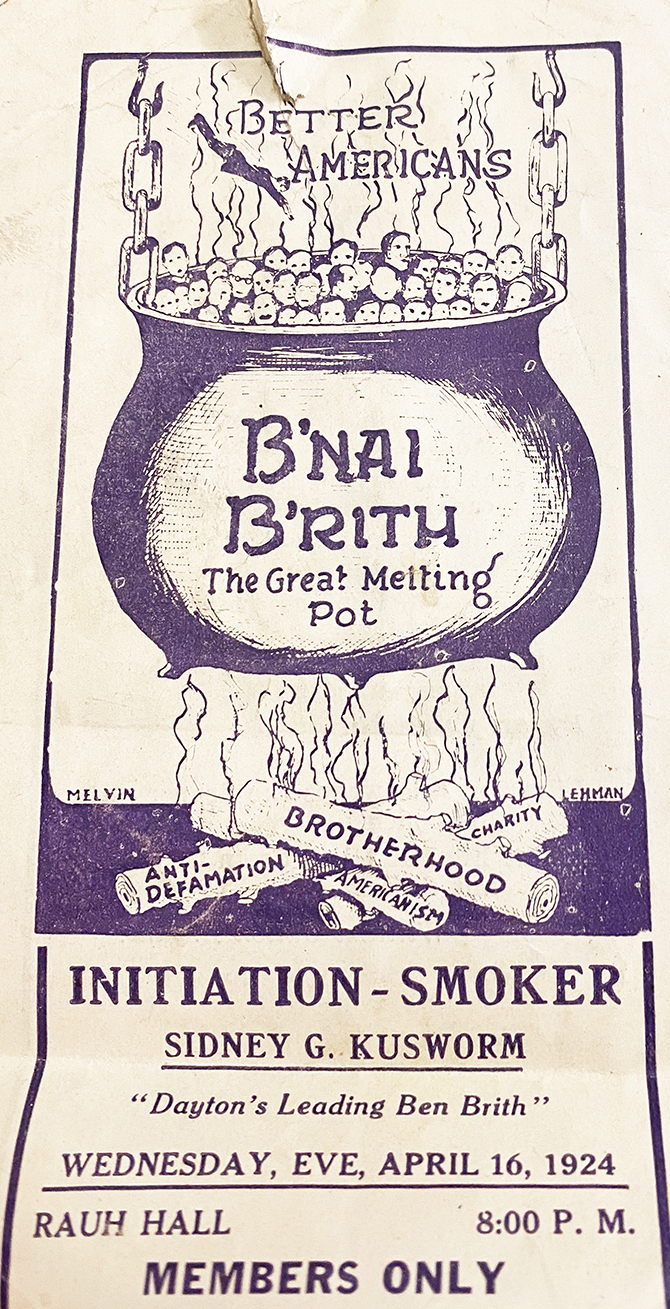 BETTER
AMERICANS
B'NAI
B'RITH
The Great Melting
Pot
MELVIN
LEHMAN
BROTHERHOOD
CHARITY
ANTI-
DEFAMATION
AMERICANISM
INITIATION - SMOKER
SIDNEY G. KUSWORM
"Dayton's Leading Ben Brith"
WEDNESDAY, EVE, APRIL 16, 1924
RAUH HALL
8:00 P. M.
MEMBERS ONLY